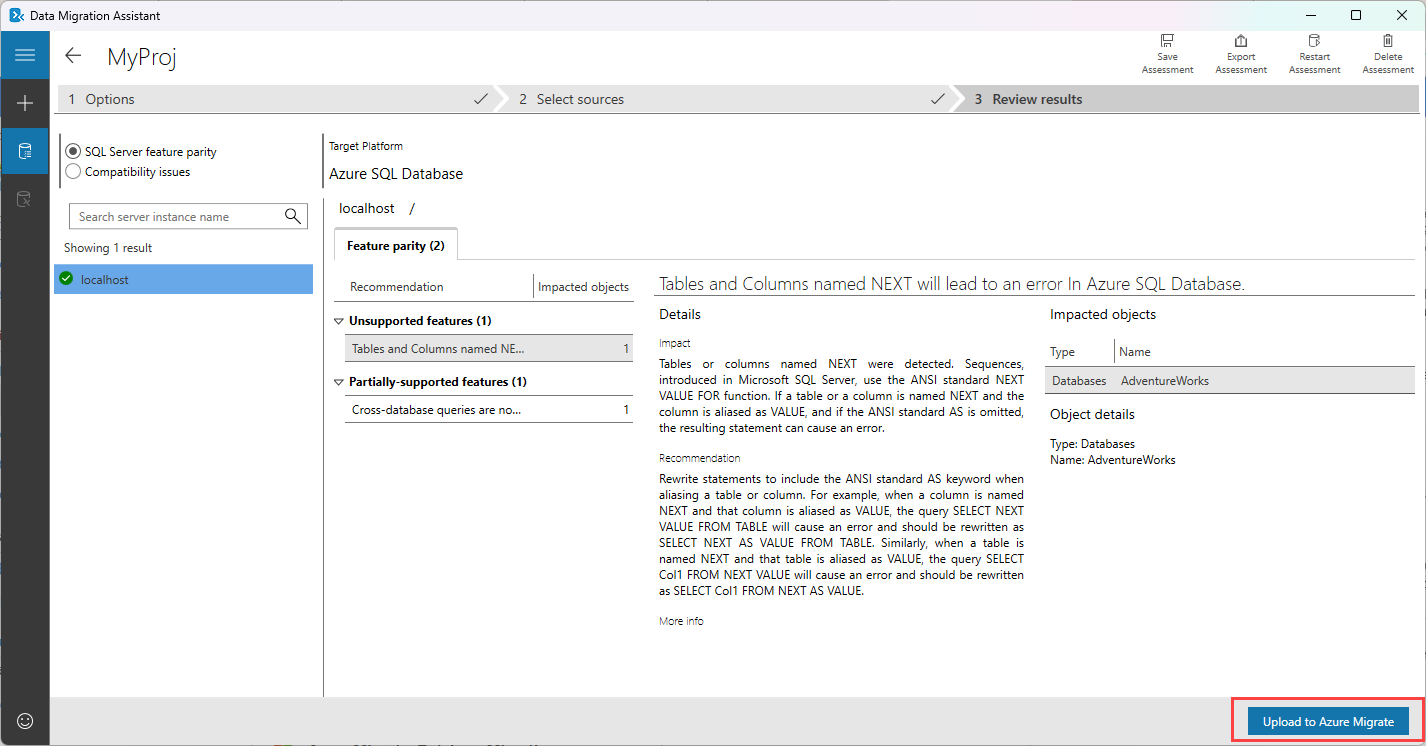 Data Migration Assistant
MyProj
Save
Assessment
Export
Assessment
Restart
Assessment
Delete
Assessment
1 Options
2 Select sources
3 Review results
SQL Server feature parity
Compatibility issues
Search server instance name
Showing 1 result
localhost
Target Platform
Azure SQL Database
localhost /
Feature parity (2)
Recommendation Impacted objects
Unsupported features (1)
Tables and Columns named NE... 1
Partially-supported features (1)
Cross-database queries are no... 1
Tables and Columns named NEXT will lead to an error In Azure SQL Database.
Details
Impact
Tables or columns named NEXT were detected. Sequences,
introduced in Microsoft SQL Server, use the ANSI standard NEXT
VALUE FOR function. If a table or a column is named NEXT and the
column is aliased as VALUE, and if the ANSI standard AS is omitted,
the resulting statement can cause an error.
Recommendation
Rewrite statements to include the ANSI standard AS keyword when
aliasing a table or column. For example, when a column is named
NEXT and that column is aliased as VALUE, the query SELECT NEXT
VALUE FROM TABLE will cause an error and should be rewritten as
SELECT NEXT AS VALUE FROM TABLE. Similarly, when a table is
named NEXT and that table is aliased as VALUE, the query SELECT
Col1 FROM NEXT VALUE will cause an error and should be rewritten
as SELECT Col1 FROM NEXT AS VALUE.
More info
Impacted objects
Type Name
Databases AdventureWorks
Object details
Type: Databases
Name: AdventureWorks
Upload to Azure Migrate